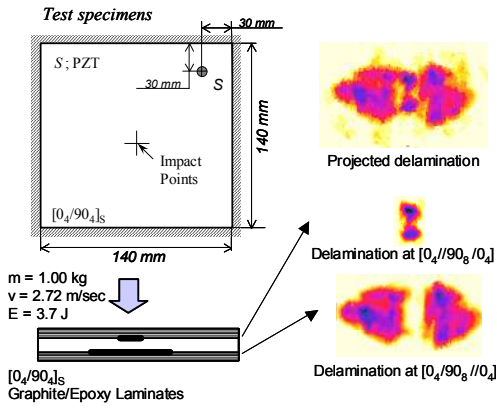 Test specimens
30 mm
S ; PZT
30 mm
S
140 mm
Impact
Points
[0₄/90₄]s
140 mm
Projected delamination
m = 1.00 kg
v = 2.72 m/sec
E = 3.7 J
Delamination at [0₄//90₈/0₄]
[0₄/90₄]s
Graphite/Epoxy Laminates
Delamination at [0₄/90₈//0₄]